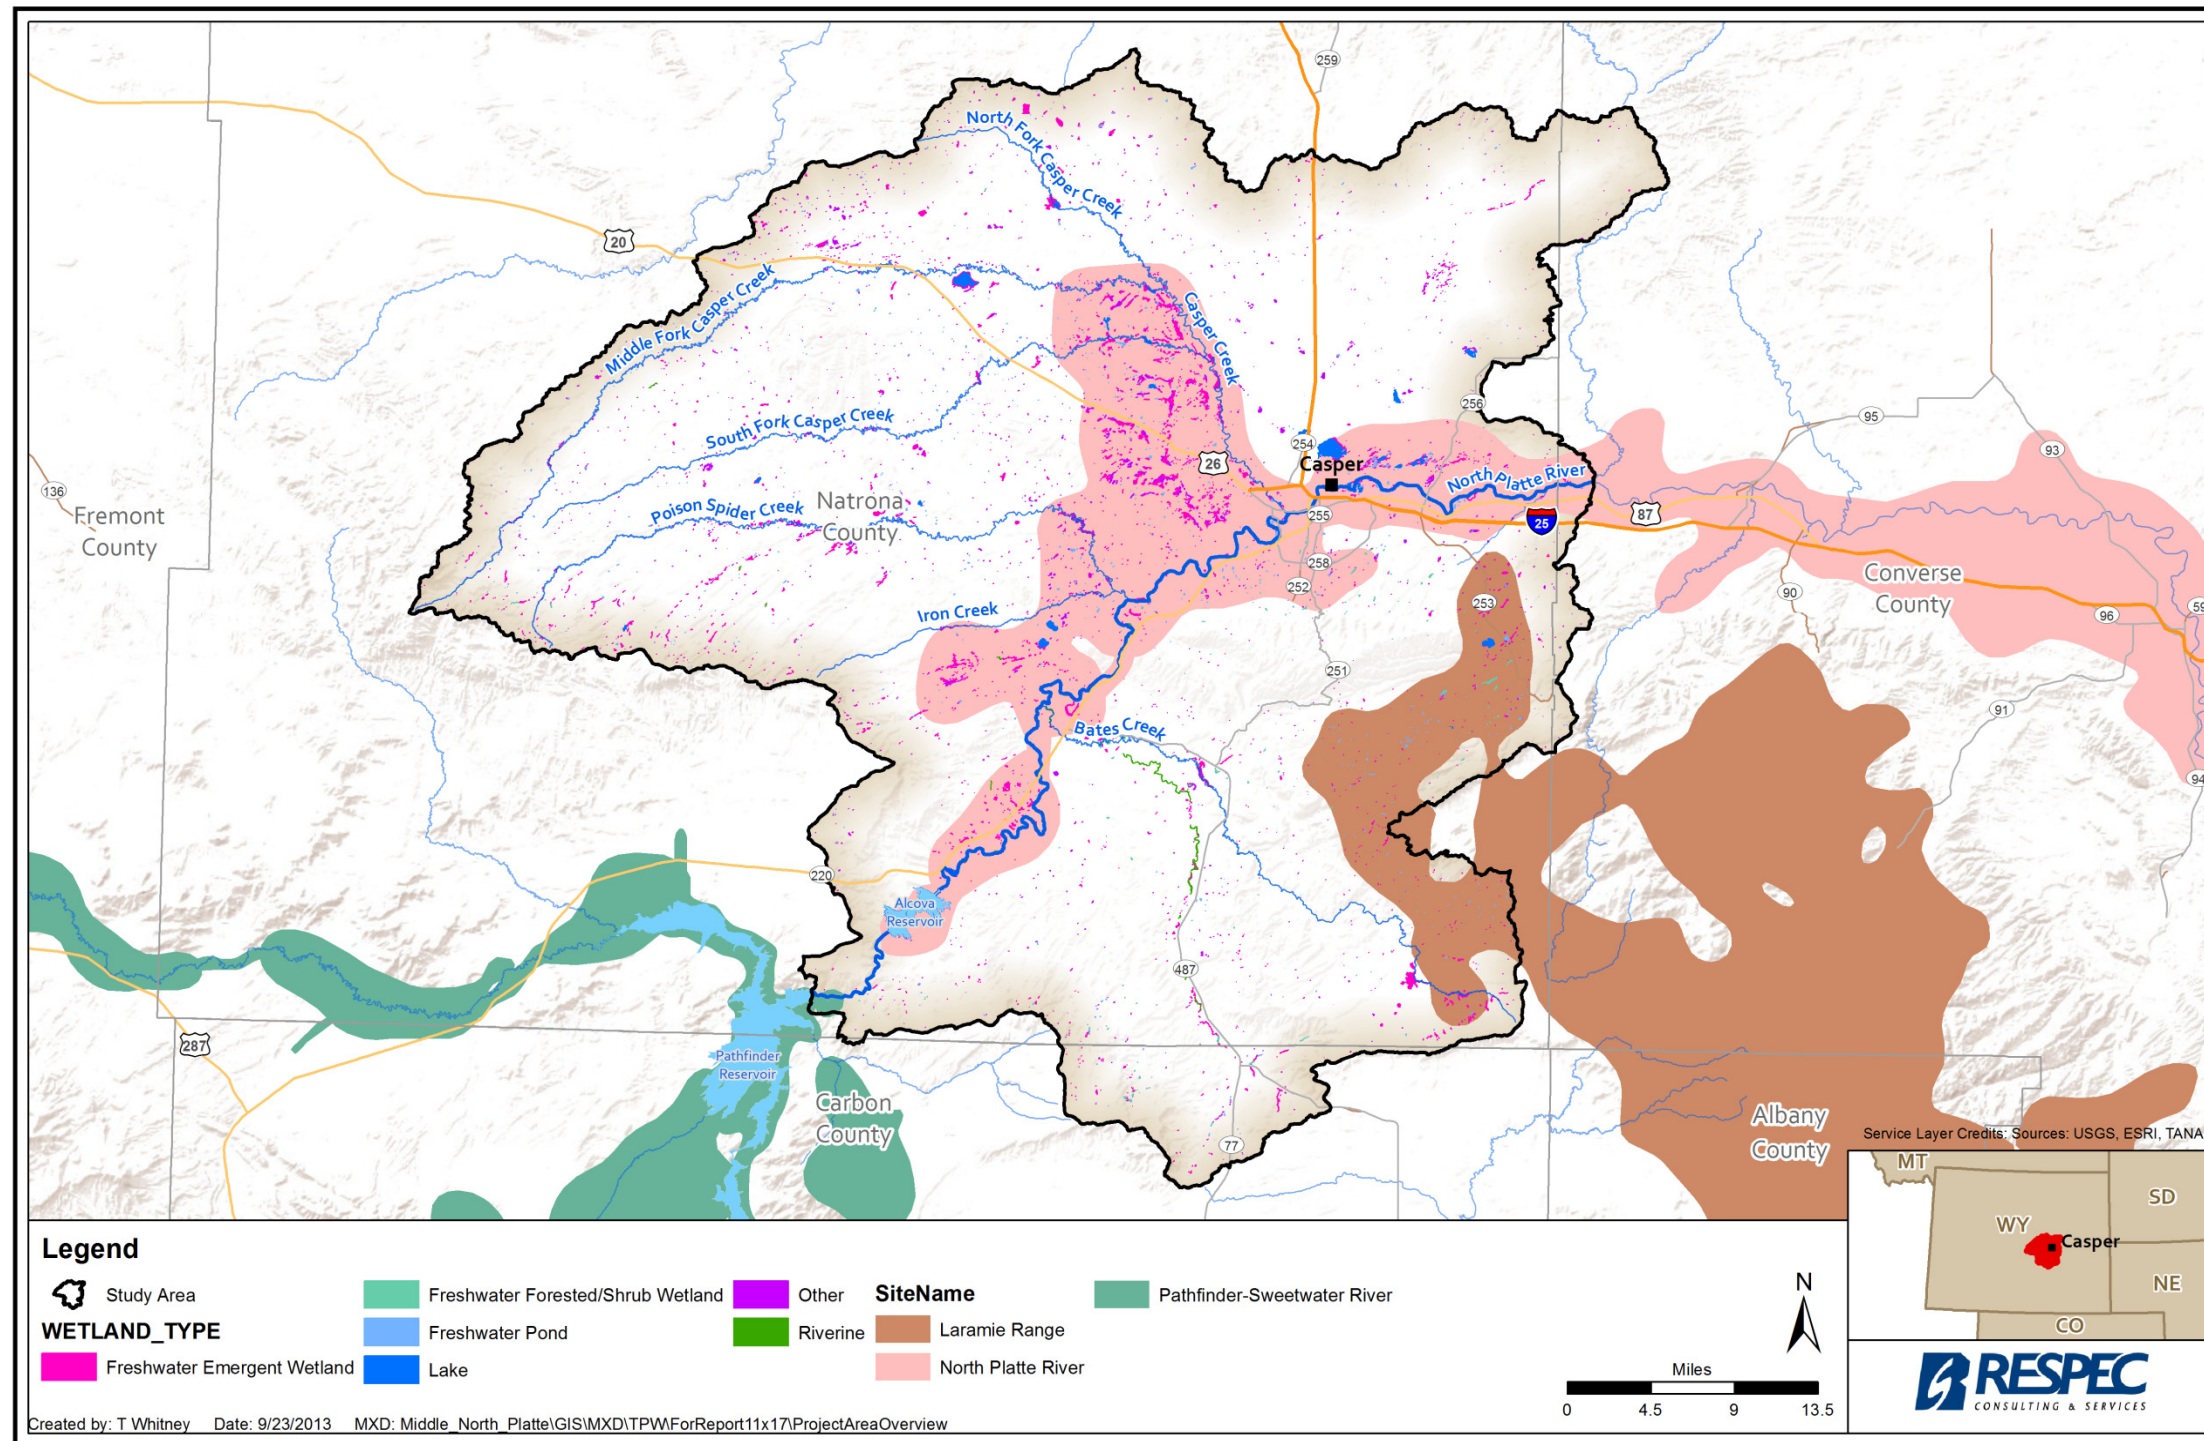 259
North Fork Casper Creek
20
Middle Fork Casper Creek
Casper Creek
256
95
93
South Fork Casper Creek
254
26
Casper
North Platte River
136
Fremont
County
Natrona
County
Poison Spider Creek
255
25
87
258
252
253
Converse
County
90
96
59
Iron Creek
251
91
Bates Creek
94
220
Alcova
Reservoir
487
287
Pathfinder
Reservoir
Carbon
County
77
Albany
County
Service Layer Credits: Sources: USGS, ESRI, TANA
MT
SD
WY
Casper
NE
CO
Legend
Study Area
WETLAND_TYPE
Freshwater Emergent Wetland
Freshwater Forested/Shrub Wetland
Freshwater Pond
Lake
Other
Riverine
SiteName
Laramie Range
North Platte River
Pathfinder-Sweetwater River
N
Miles
0 4.5 9 13.5
RESPEC
CONSULTING & SERVICES
Created by: T Whitney Date: 9/23/2013 MXD: Middle_North_Platte\GIS\MXD\TPW\ForReport11x17\ProjectAreaOverview